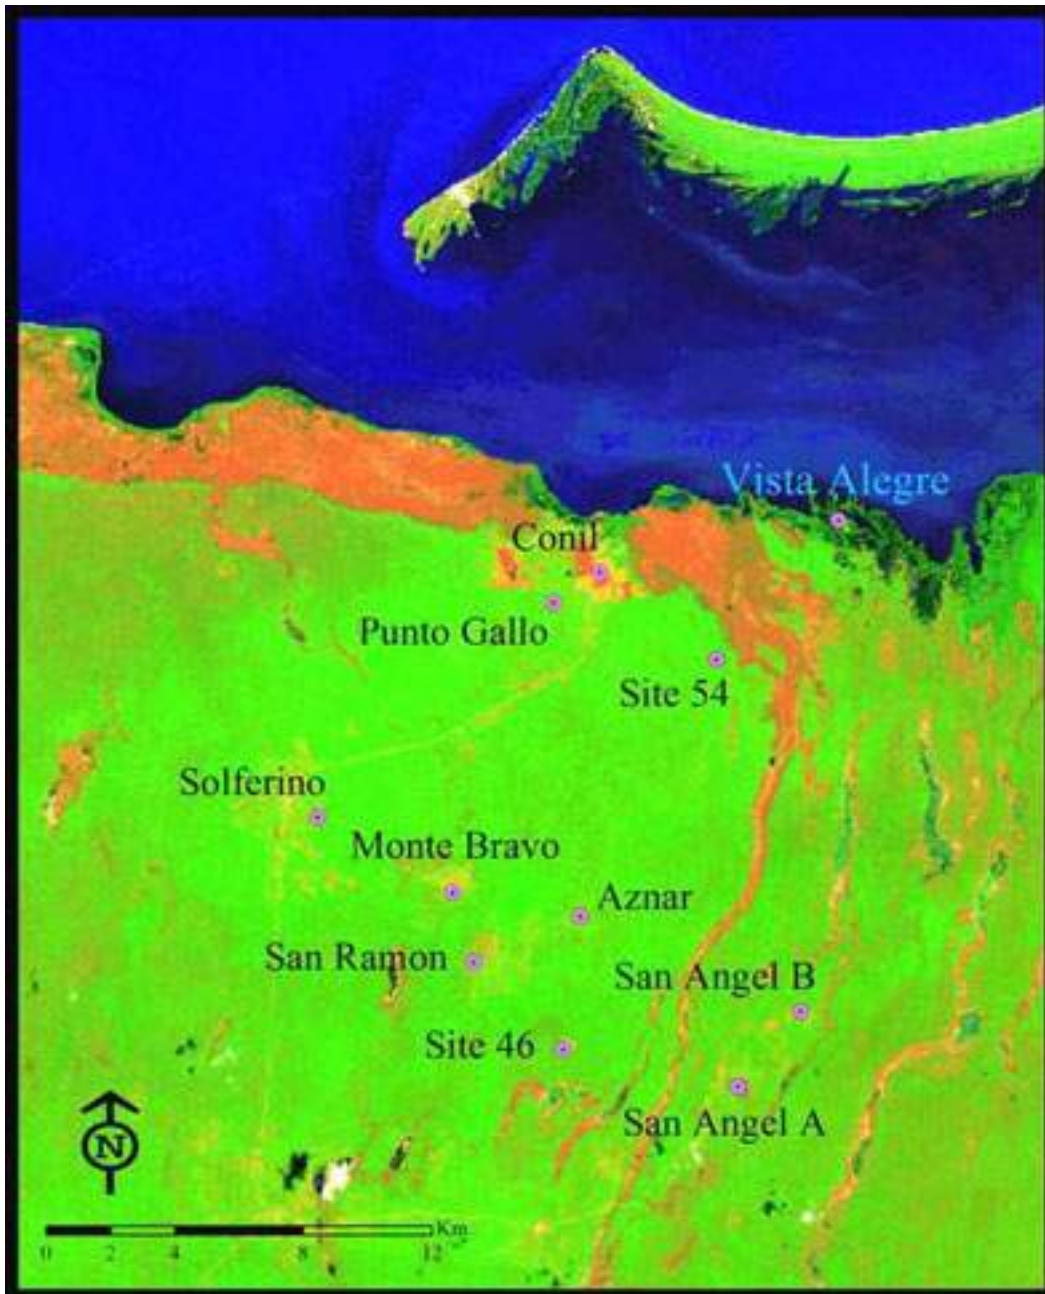 Vista Alegre
Conil
Punto Gallo
Site 54
Solferino
Monte Bravo
Aznar
San Ramon
San Angel B
Site 46
San Angel A
N
Km
0 2 4 8 12